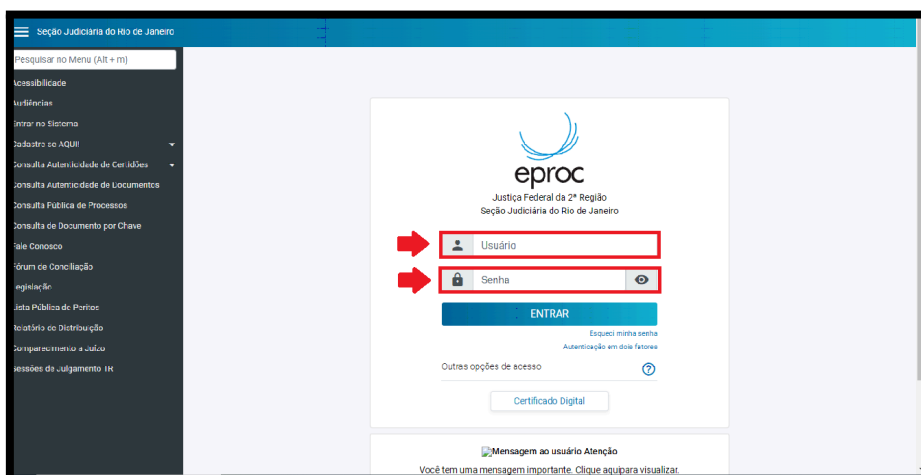 Seção Judiciária do Rio de Janeiro
Pesquisar no Menu (Alt + m)
Acessibilidade
Audiências
Entrar no Sistema
Cadastre se AQUI!
Consulta Autenticidade de Certidões
Consulta Autenticidade de Documentos
Consulta Pública de Processos
Consulta de Documento por Chave
Fale Conosco
Fórum de Conciliação
Legislação
Lista Pública de Peritos
Relatório de Distribuição
Comparecimento a Juízo
Sessões de Julgamento TR
eproc
Justiça Federal da 2ª Região
Seção Judiciária do Rio de Janeiro
Usuário
Senha
ENTRAR
Esqueci minha senha
Autenticação em dois fatores
Outras opções de acesso
?
Certificado Digital
Mensagem ao usuário Atenção
Você tem uma mensagem importante. Clique aquipara visualizar.